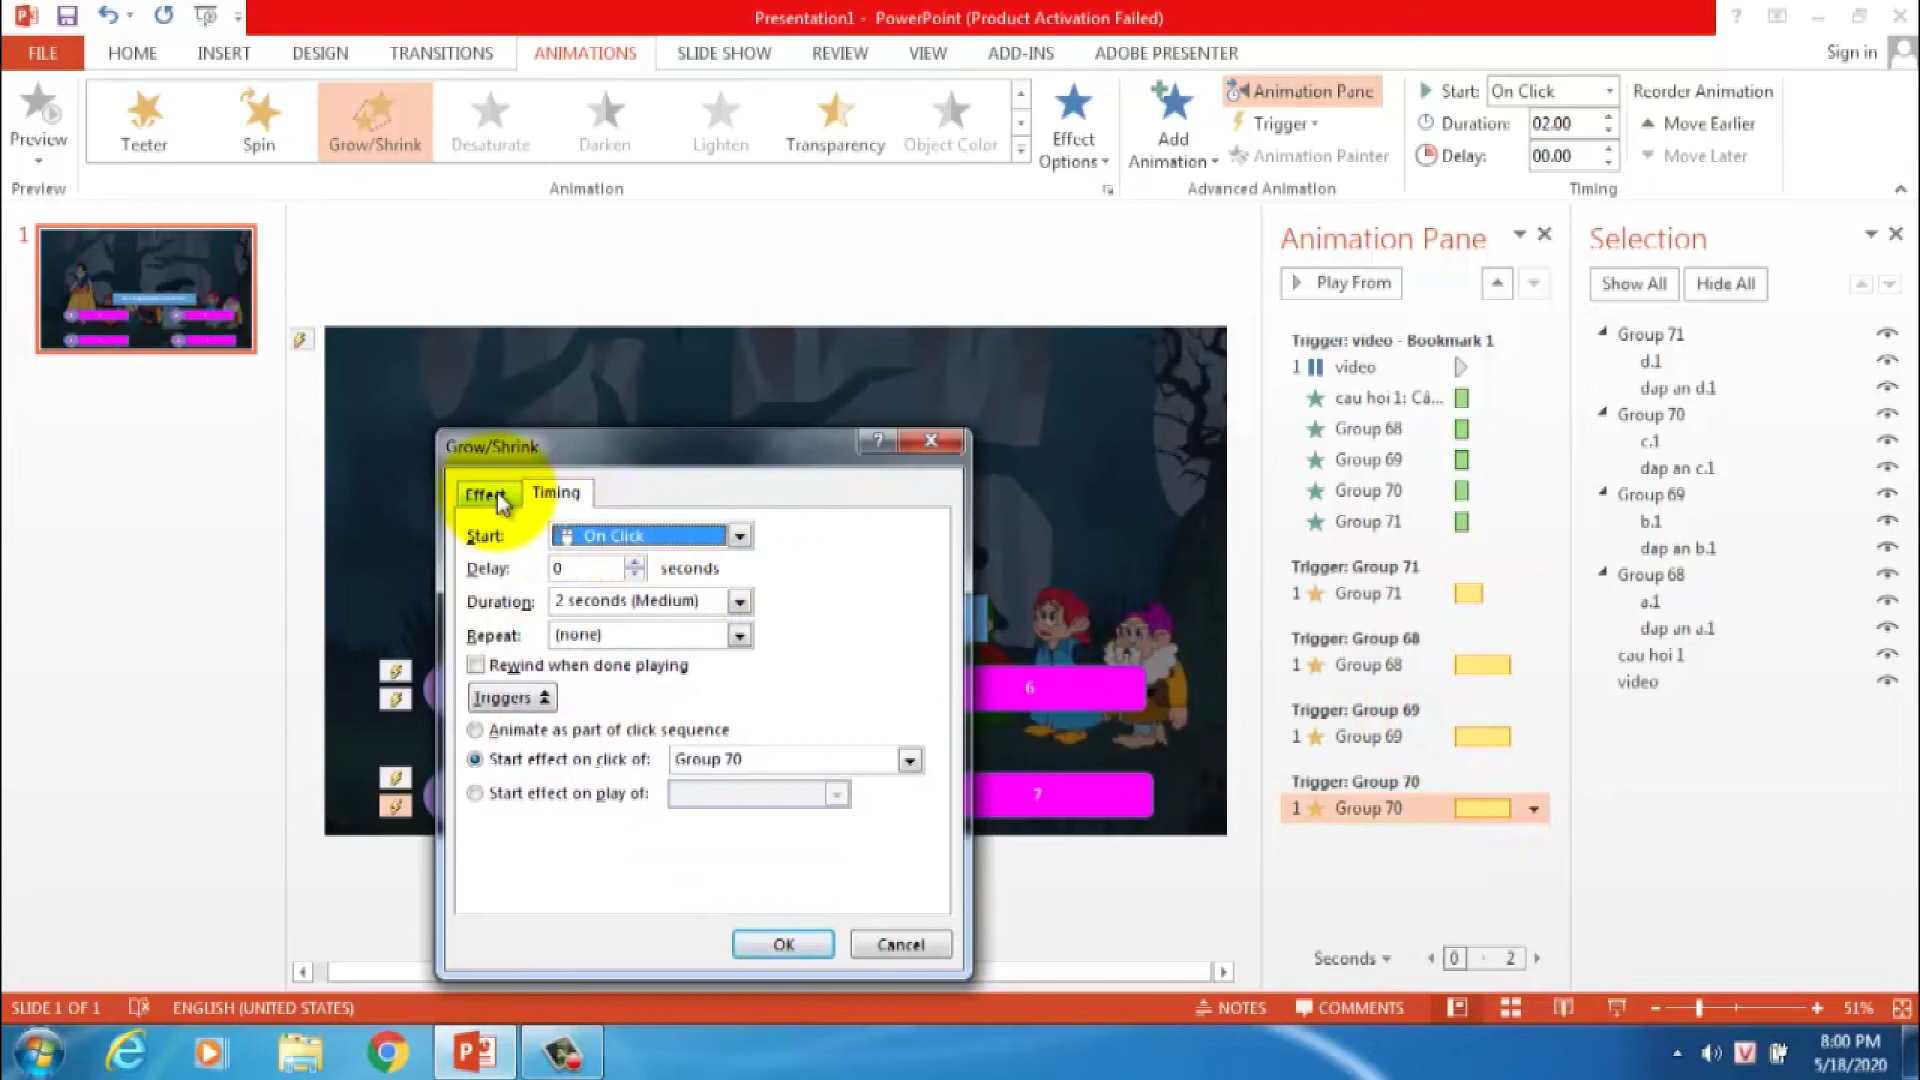 Presentation1 - PowerPoint (Product Activation Failed)
FILE HOME INSERT DESIGN TRANSITIONS ANIMATIONS SLIDE SHOW REVIEW VIEW ADD-INS ADOBE PRESENTER Sign in
Preview
Teeter Spin Grow/Shrink Desaturate Darken Lighten Transparency Object Color
Effect Options
Add Animation
Animation Pane
Trigger
Animation Painter
Start: On Click
Duration: 02.00
Delay: 00.00
Reorder Animation
Move Earlier
Move Later
Preview Animation Advanced Animation Timing
1
Grow/Shrink
Effect Timing
Start: On Click
Delay: 0 seconds
Duration: 2 seconds (Medium)
Repeat: (none)
Rewind when done playing
Triggers
Animate as part of click sequence
Start effect on click of: Group 70
Start effect on play of:
OK Cancel
6
7
Animation Pane
Play From
Trigger: video - Bookmark 1
1 video
cau hoi 1: Câ...
Group 68
Group 69
Group 70
Group 71
Trigger: Group 71
1 Group 71
Trigger: Group 68
1 Group 68
Trigger: Group 69
1 Group 69
Trigger: Group 70
1 Group 70
Seconds 0 2
Selection
Show All Hide All
Group 71
d.1
dap an d.1
Group 70
c.1
dap an c.1
Group 69
b.1
dap an b.1
Group 68
a.1
dap an a.1
cau hoi 1
video
SLIDE 1 OF 1 ENGLISH (UNITED STATES) NOTES COMMENTS 51%
8:00 PM
5/18/2020